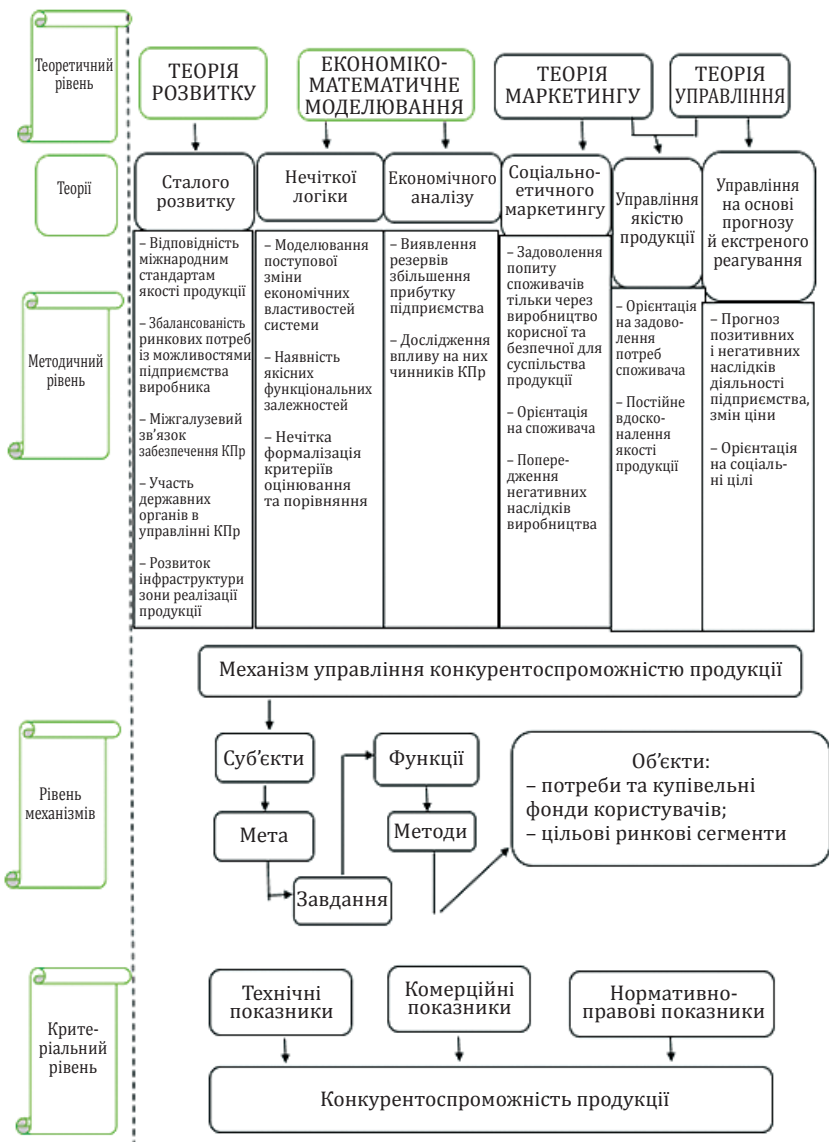 Теоретичний
рівень
ТЕОРІЯ
РОЗВИТКУ
ЕКОНОМІКО-
МАТЕМАТИЧНЕ
МОДЕЛЮВАННЯ
ТЕОРІЯ
МАРКЕТИНГУ
ТЕОРІЯ
УПРАВЛІННЯ
Теорії
Сталого
розвитку
Нечіткої
логіки
Економічного
аналізу
Соціально-
етичного
маркетингу
Управління
якістю
продукції
Управління
на основі
прогнозу
й екстреного
реагування
Методичний
рівень
– Відповідність
міжнародним
стандартам
якості продукції
– Збалансованість
ринкових потреб
із можливостями
підприємства
виробника
– Міжгалузевий
зв’язок
забезпечення КПр
– Участь
державних
органів в
управлінні КПр
– Розвиток
інфраструктури
зони реалізації
продукції
– Моделювання
поступової
зміни
економічних
властивостей
системи
– Наявність
якісних
функціональних
залежностей
– Нечітка
формалізація
критеріїв
оцінювання
та порівняння
– Виявлення
резервів
збільшення
прибутку
підприємства
– Дослідження
впливу на них
чинників КПр
– Задоволення
попиту
споживачів
тільки через
виробництво
корисної та
безпечної для
суспільства
продукції
– Орієнтація
на споживача
– Попере-
дження
негативних
наслідків
виробництва
– Орієнтація
на задово-
лення
потреб
споживача
– Постійне
вдоско-
налення
якості
продукції
– Прогноз
позитивних
і негативних
наслідків
діяльності
підприємства,
змін ціни
– Орієнтація
на соціаль-
ні цілі
Механізм управління конкурентоспроможністю продукції
Рівень
механізмів
Суб’єкти
Мета
Завдання
Функції
Методи
Об’єкти:
– потреби та купівельні
фонди користувачів;
– цільові ринкові сегменти
Крите-
ріальний
рівень
Технічні
показники
Комерційні
показники
Нормативно-
правові показники
Конкурентоспроможність продукції